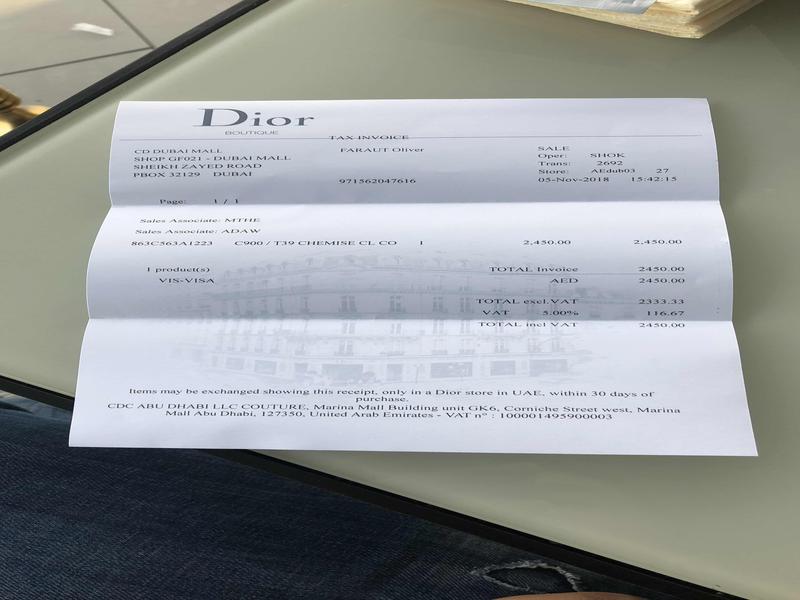 Dior
BOUTIQUE
TAX INVOICE
CD DUBAI MALL FARAUT Oliver SALE
SHOP GF021 - DUBAI MALL Oper: SHOK
SHEIKH ZAYED ROAD Trans: 2692
PBOX 32129 DUBAI Store: AEdub03 27
971562047616 05-Nov-2018 15:42:15
Page: 1 / 1
Sales Associate: MTHE
Sales Associate: ADAW
863C563A1223 C900 / T39 CHEMISE CL CO 1 2,450.00 2,450.00
1 product(s) TOTAL Invoice 2450.00
VIS-VISA AED 2450.00
TOTAL excl.VAT 2333.33
VAT 5.00% 116.67
TOTAL incl VAT 2450.00
Items may be exchanged showing this receipt, only in a Dior store in UAE, within 30 days of
purchase.
CDC ABU DHABI LLC COUTURE, Marina Mall Building unit GK6, Corniche Street west, Marina
Mall Abu Dhabi, 127350, United Arab Emirates - VAT n° : 100001495900003